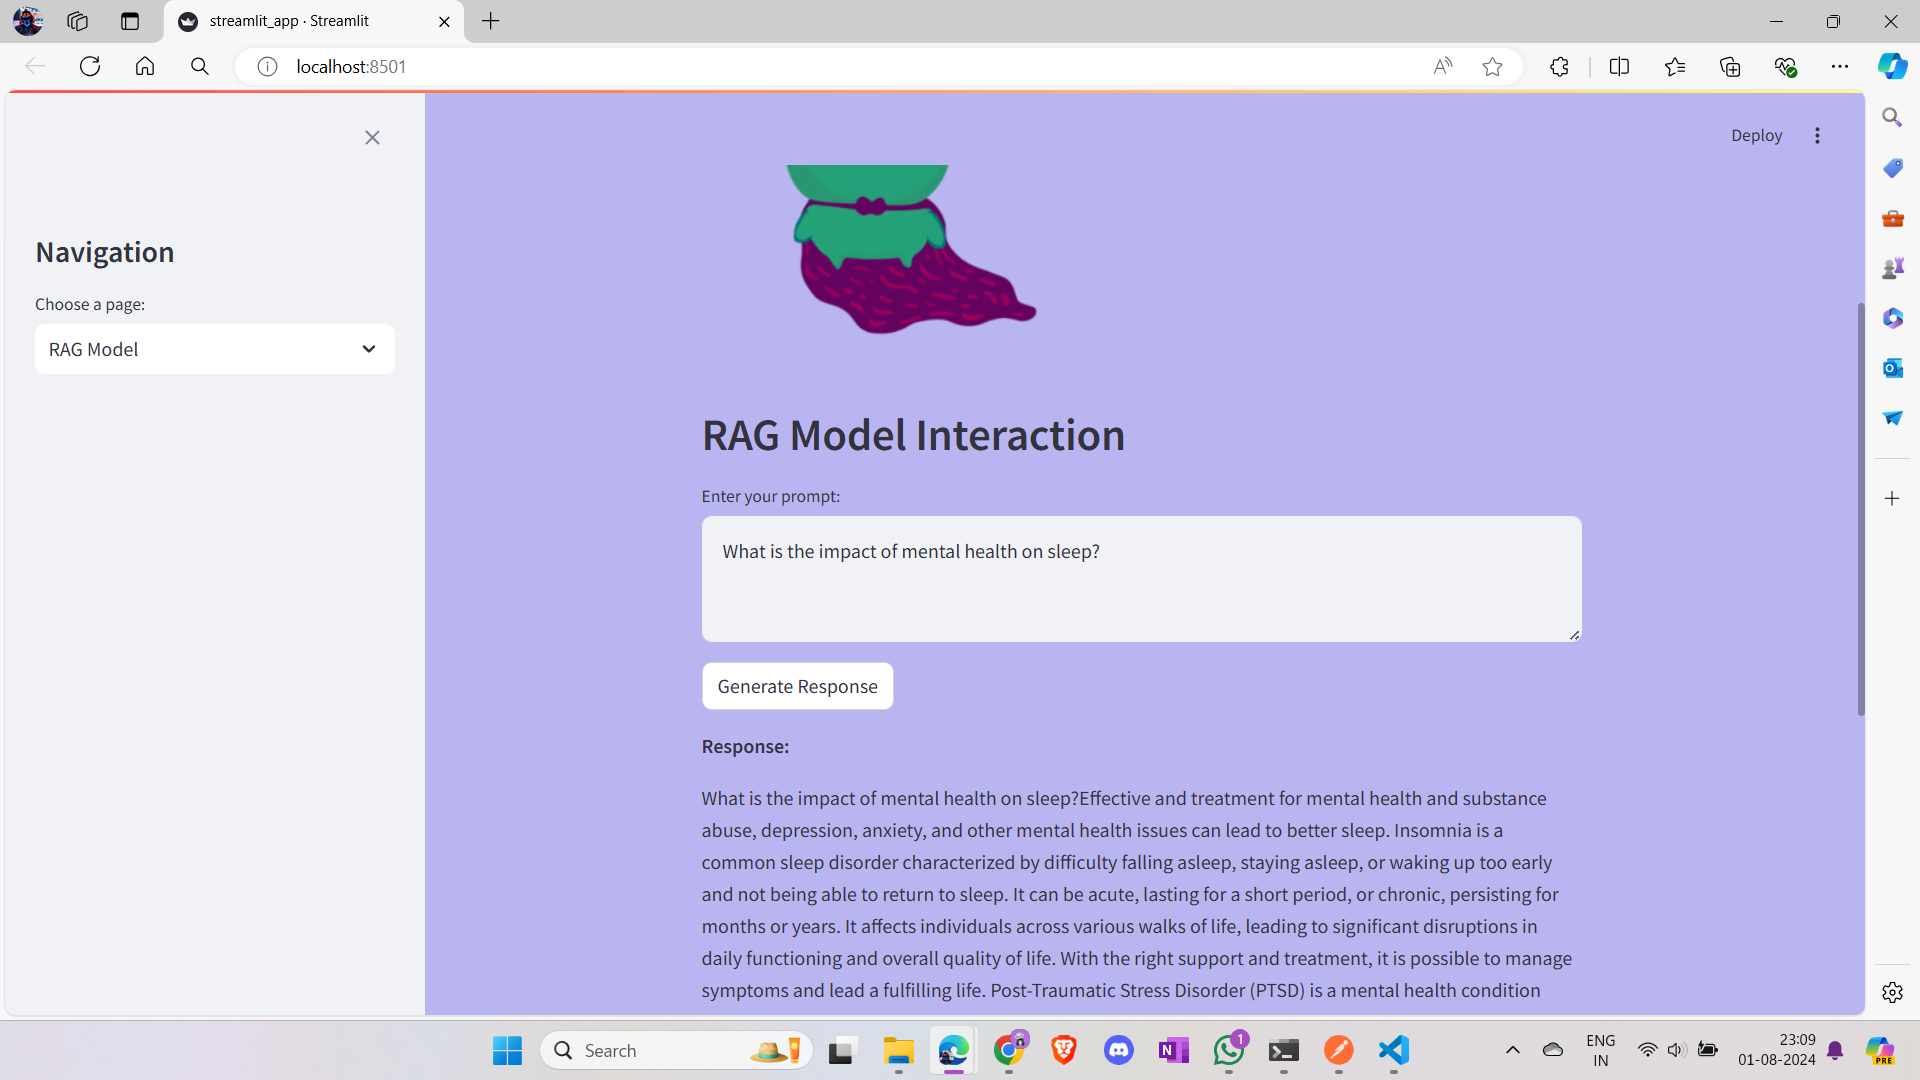 streamlit_app · Streamlit
localhost:8501
Deploy
Navigation
Choose a page:
RAG Model
RAG Model Interaction
Enter your prompt:
What is the impact of mental health on sleep?
Generate Response
Response:
What is the impact of mental health on sleep?Effective and treatment for mental health and substance
abuse, depression, anxiety, and other mental health issues can lead to better sleep. Insomnia is a
common sleep disorder characterized by difficulty falling asleep, staying asleep, or waking up too early
and not being able to return to sleep. It can be acute, lasting for a short period, or chronic, persisting for
months or years. It affects individuals across various walks of life, leading to significant disruptions in
daily functioning and overall quality of life. With the right support and treatment, it is possible to manage
symptoms and lead a fulfilling life. Post-Traumatic Stress Disorder (PTSD) is a mental health condition
Search
1
ENG
IN
23:09
01-08-2024
PRE